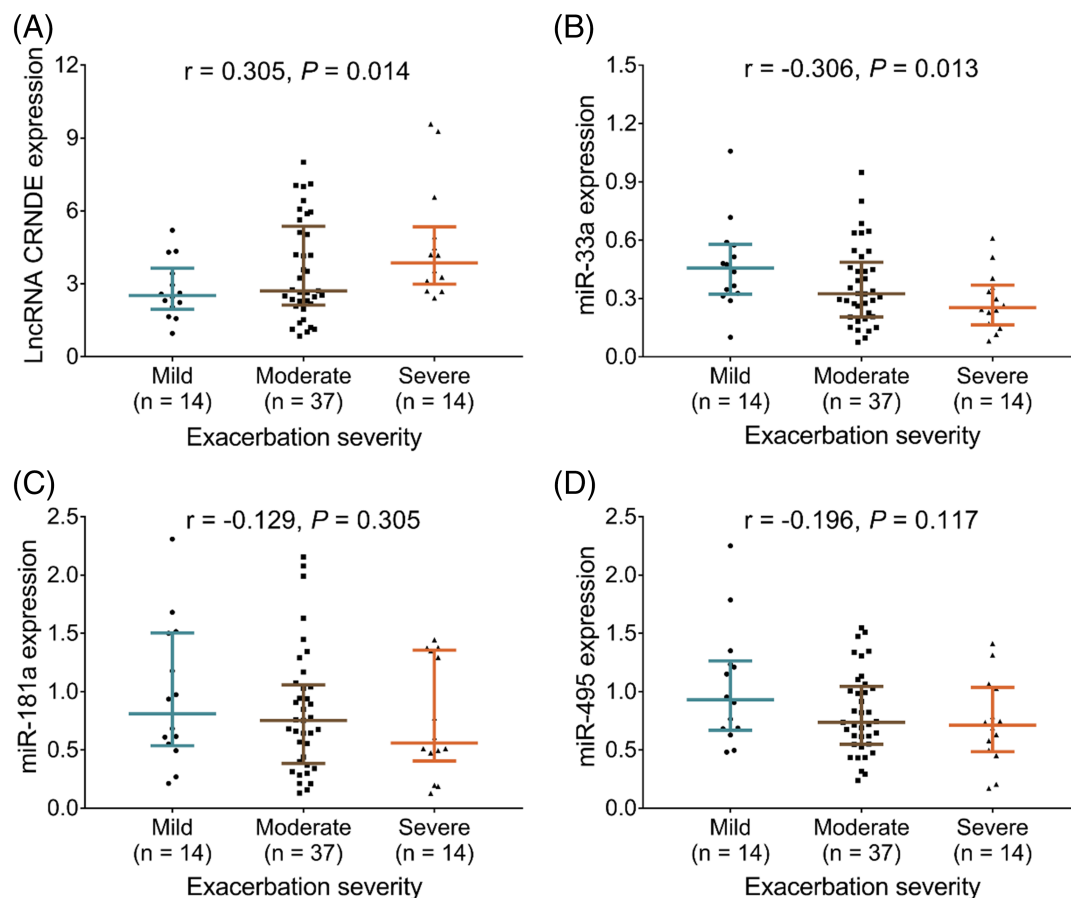 (A)
LncRNA CRNDE expression
r = 0.305, P = 0.014
12
9
6
3
0
Mild Moderate Severe
(n = 14) (n = 37) (n = 14)
Exacerbation severity
(B)
miR-33a expression
r = -0.306, P = 0.013
1.5
1.2
0.9
0.6
0.3
0.0
Mild Moderate Severe
(n = 14) (n = 37) (n = 14)
Exacerbation severity
(C)
miR-181a expression
r = -0.129, P = 0.305
2.5
2.0
1.5
1.0
0.5
0.0
Mild Moderate Severe
(n = 14) (n = 37) (n = 14)
Exacerbation severity
(D)
miR-495 expression
r = -0.196, P = 0.117
2.5
2.0
1.5
1.0
0.5
0.0
Mild Moderate Severe
(n = 14) (n = 37) (n = 14)
Exacerbation severity